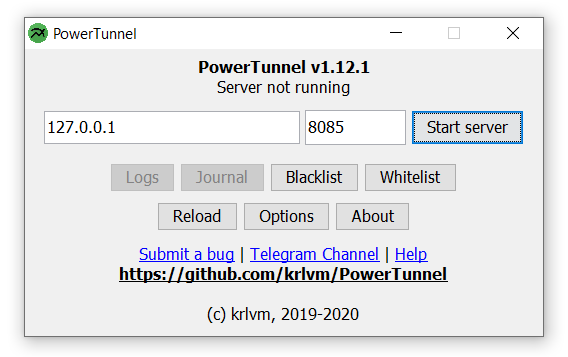 PowerTunnel
PowerTunnel v1.12.1
Server not running
127.0.0.1 8085 Start server
Logs Journal Blacklist Whitelist
Reload Options About
Submit a bug | Telegram Channel | Help
https://github.com/krlvm/PowerTunnel
(c) krlvm, 2019-2020